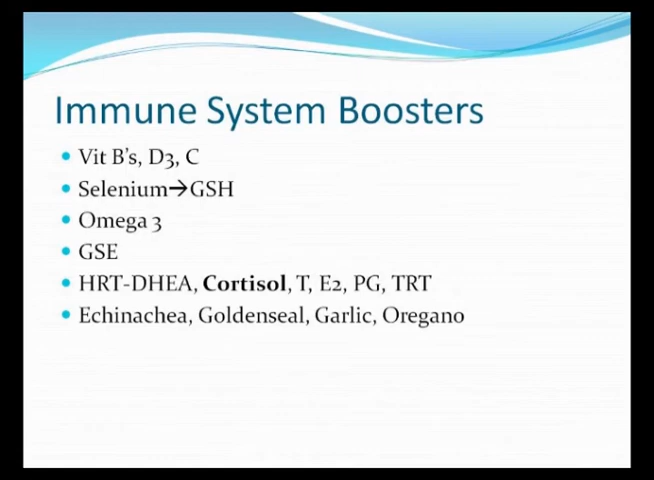 Immune System Boosters
Vit B's, D3, C
Selenium→GSH
Omega 3
GSE
HRT-DHEA, Cortisol, T, E2, PG, TRT
Echinachea, Goldenseal, Garlic, Oregano